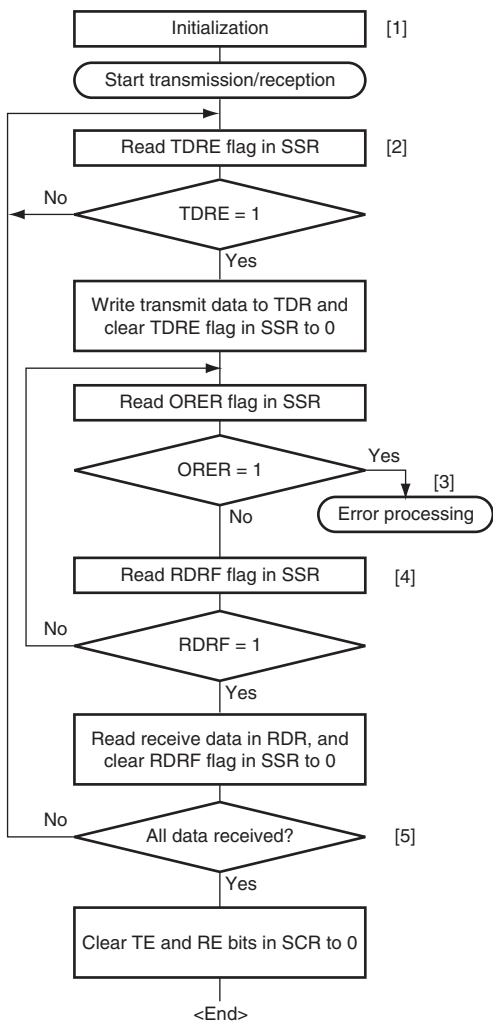 Initialization
[1]
Start transmission/reception
Read TDRE flag in SSR
[2]
No
TDRE = 1
Yes
Write transmit data to TDR and
clear TDRE flag in SSR to 0
Read ORER flag in SSR
ORER = 1
Yes
[3]
Error processing
No
Read RDRF flag in SSR
[4]
No
RDRF = 1
Yes
Read receive data in RDR, and
clear RDRF flag in SSR to 0
No
All data received?
[5]
Yes
Clear TE and RE bits in SCR to 0
<End>